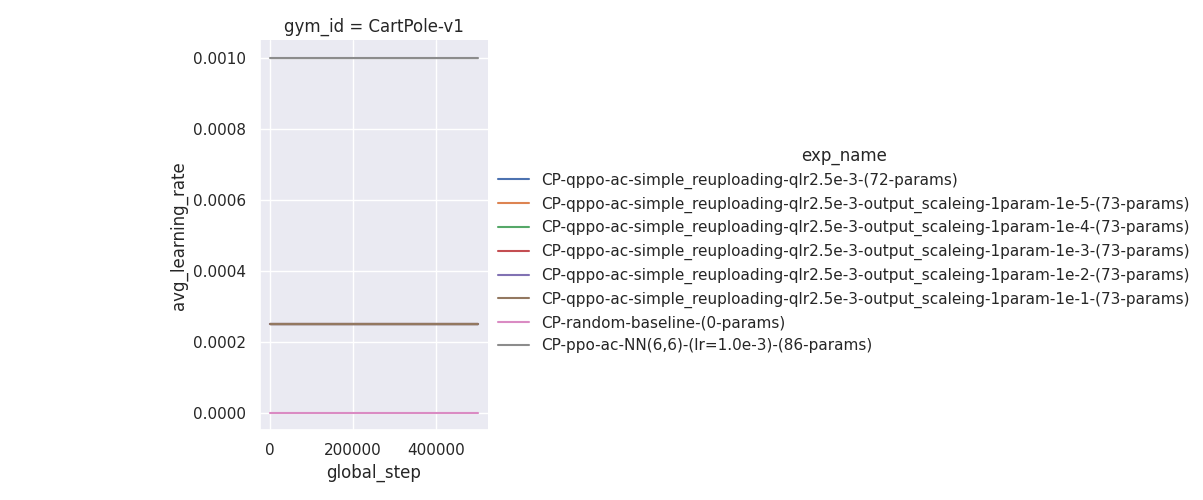 gym_id = CartPole-v1
0.0010
0.0008
0.0006
0.0004
0.0002
0.0000
avg_learning_rate
0 200000 400000
global_step
exp_name
CP-qppo-ac-simple_reuploading-qlr2.5e-3-(72-params)
CP-qppo-ac-simple_reuploading-qlr2.5e-3-output_scaleing-1param-1e-5-(73-params)
CP-qppo-ac-simple_reuploading-qlr2.5e-3-output_scaleing-1param-1e-4-(73-params)
CP-qppo-ac-simple_reuploading-qlr2.5e-3-output_scaleing-1param-1e-3-(73-params)
CP-qppo-ac-simple_reuploading-qlr2.5e-3-output_scaleing-1param-1e-2-(73-params)
CP-qppo-ac-simple_reuploading-qlr2.5e-3-output_scaleing-1param-1e-1-(73-params)
CP-random-baseline-(0-params)
CP-ppo-ac-NN(6,6)-(lr=1.0e-3)-(86-params)